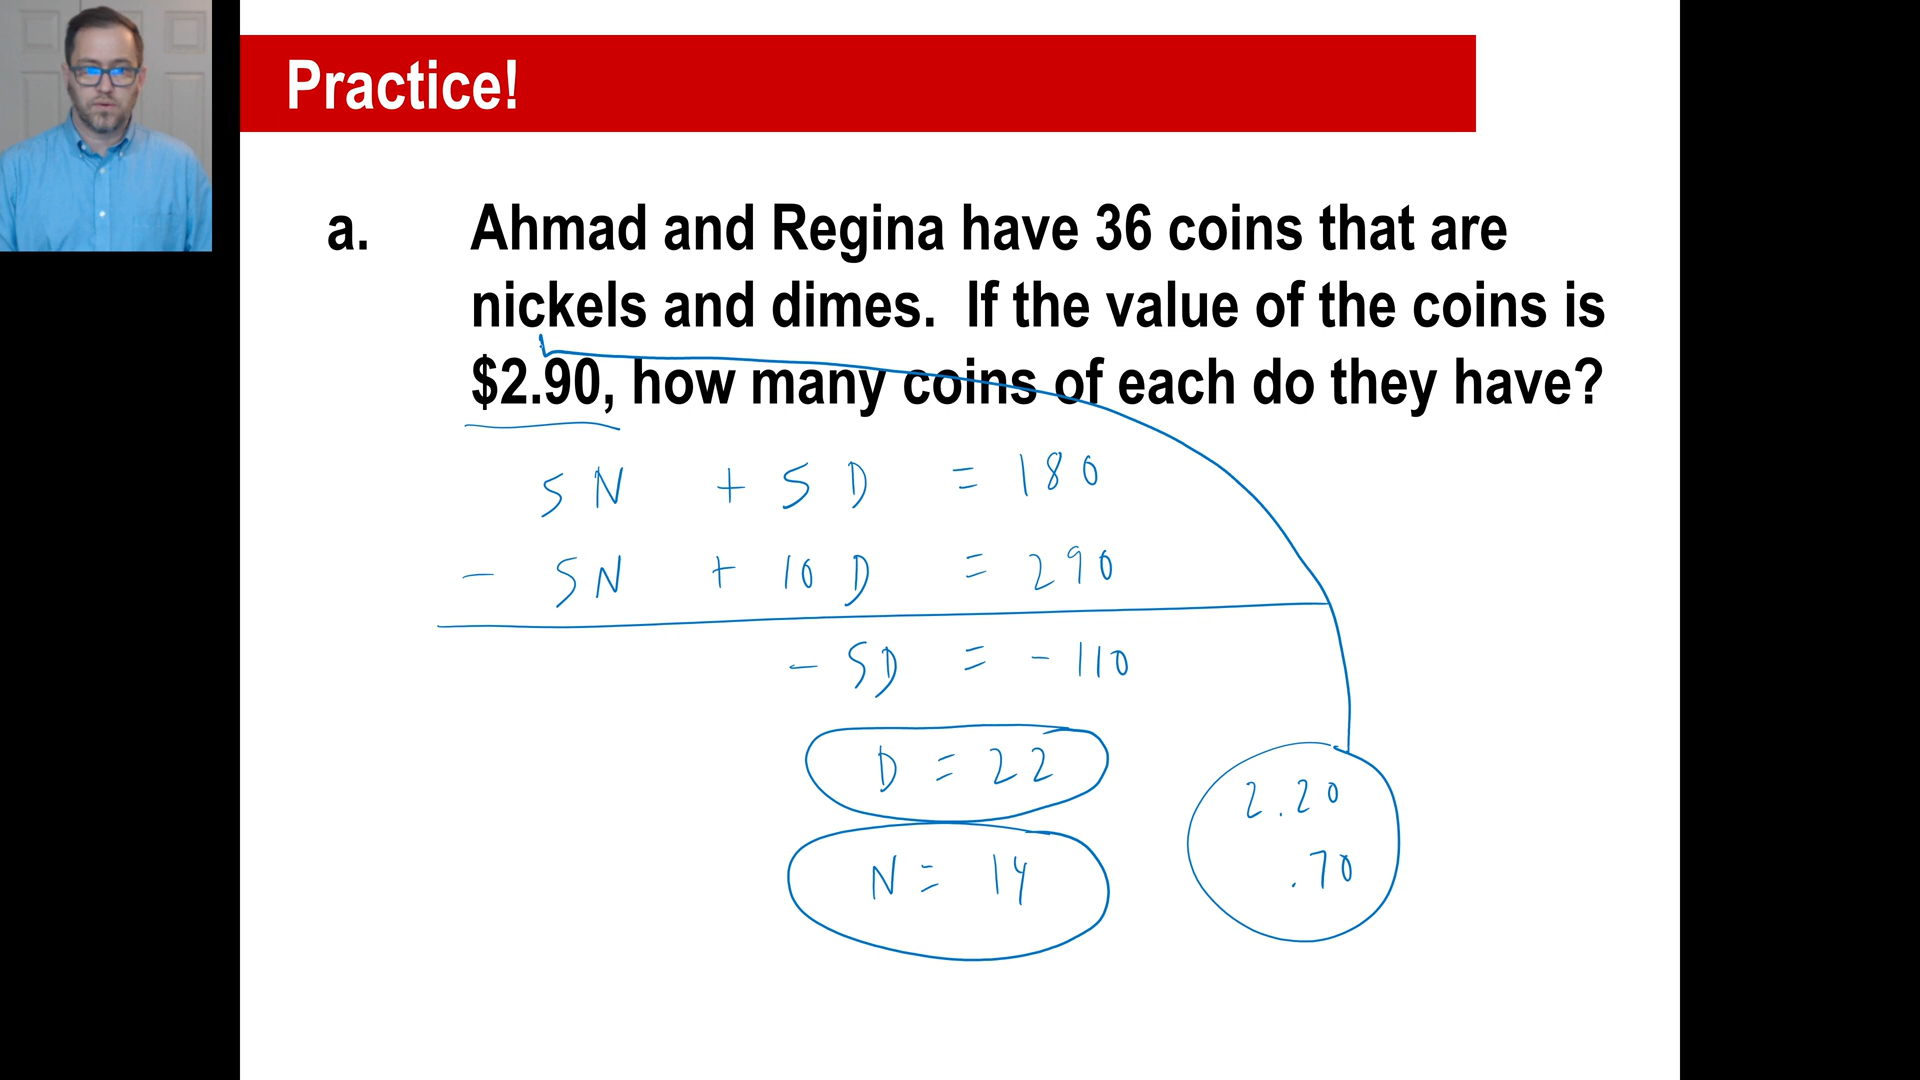 Practice!
a. Ahmad and Regina have 36 coins that are
nickels and dimes. If the value of the coins is
$2.90, how many coins of each do they have?
5N + 5D = 180
- 5N + 10D = 290
- 5D = -110
D = 22
N = 14
2.20
.70